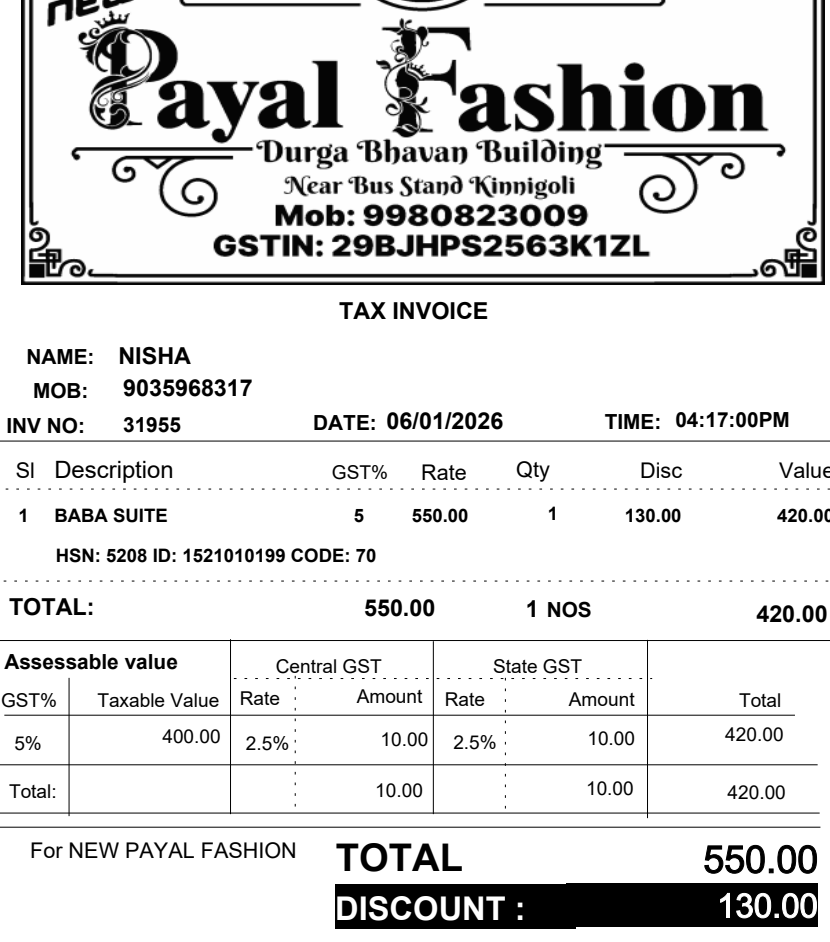 new
Payal Fashion
Durga Bhavan Building
Near Bus Stand Kinnigoli
Mob: 9980823009
GSTIN: 29BJHPS2563K1ZL
TAX INVOICE
NAME: NISHA
MOB: 9035968317
INV NO: 31955 DATE: 06/01/2026 TIME: 04:17:00PM
Sl Description GST% Rate Qty Disc Value
1 BABA SUITE 5 550.00 1 130.00 420.00
HSN: 5208 ID: 1521010199 CODE: 70
TOTAL: 550.00 1 NOS 420.00
Assessable value Central GST State GST
GST% Taxable Value Rate Amount Rate Amount Total
5% 400.00 2.5% 10.00 2.5% 10.00 420.00
Total: 10.00 10.00 420.00
For NEW PAYAL FASHION TOTAL 550.00
DISCOUNT : 130.00